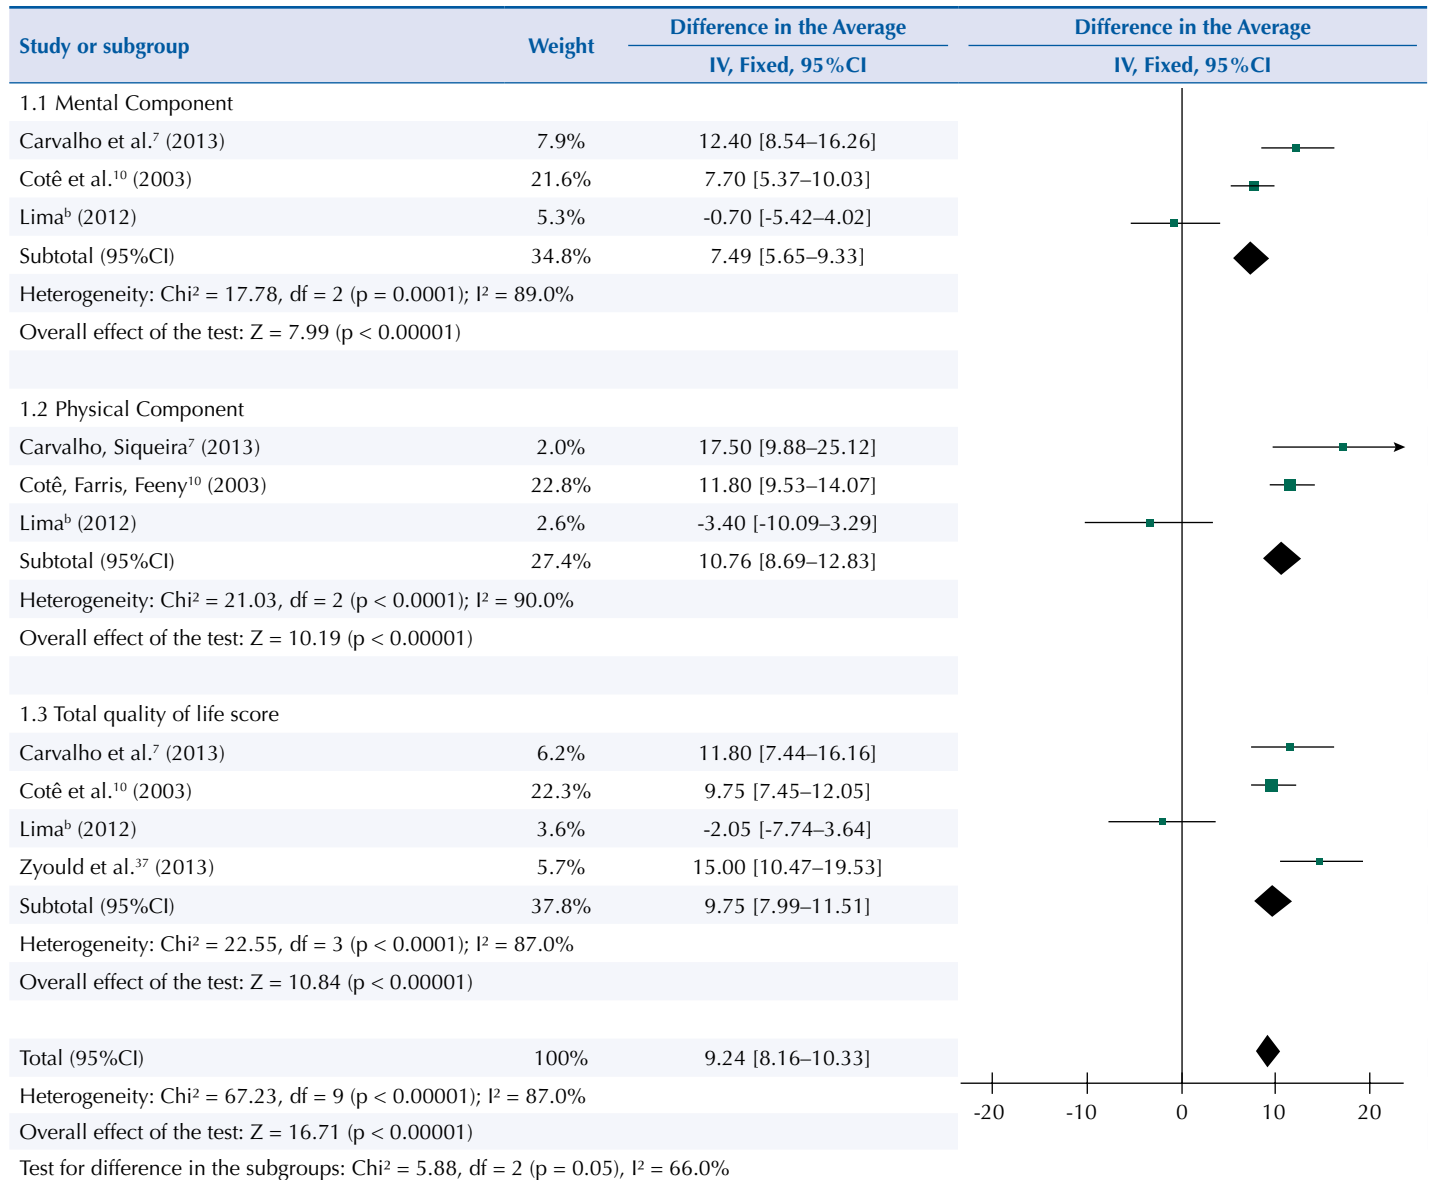 Study or subgroup Weight Difference in the Average Difference in the Average
IV, Fixed, 95%CI IV, Fixed, 95%CI
1.1 Mental Component
Carvalho et al.⁷ (2013) 7.9% 12.40 [8.54–16.26]
Cotê et al.¹⁰ (2003) 21.6% 7.70 [5.37–10.03]
Limaᵇ (2012) 5.3% -0.70 [-5.42–4.02]
Subtotal (95%CI) 34.8% 7.49 [5.65–9.33]
Heterogeneity: Chi² = 17.78, df = 2 (p = 0.0001); I² = 89.0%
Overall effect of the test: Z = 7.99 (p < 0.00001)
1.2 Physical Component
Carvalho, Siqueira⁷ (2013) 2.0% 17.50 [9.88–25.12]
Cotê, Farris, Feeny¹⁰ (2003) 22.8% 11.80 [9.53–14.07]
Limaᵇ (2012) 2.6% -3.40 [-10.09–3.29]
Subtotal (95%CI) 27.4% 10.76 [8.69–12.83]
Heterogeneity: Chi² = 21.03, df = 2 (p < 0.0001); I² = 90.0%
Overall effect of the test: Z = 10.19 (p < 0.00001)
1.3 Total quality of life score
Carvalho et al.⁷ (2013) 6.2% 11.80 [7.44–16.16]
Cotê et al.¹⁰ (2003) 22.3% 9.75 [7.45–12.05]
Limaᵇ (2012) 3.6% -2.05 [-7.74–3.64]
Zyould et al.³⁷ (2013) 5.7% 15.00 [10.47–19.53]
Subtotal (95%CI) 37.8% 9.75 [7.99–11.51]
Heterogeneity: Chi² = 22.55, df = 3 (p < 0.0001); I² = 87.0%
Overall effect of the test: Z = 10.84 (p < 0.00001)
Total (95%CI) 100% 9.24 [8.16–10.33]
Heterogeneity: Chi² = 67.23, df = 9 (p < 0.00001); I² = 87.0%
-20 -10 0 10 20
Overall effect of the test: Z = 16.71 (p < 0.00001)
Test for difference in the subgroups: Chi² = 5.88, df = 2 (p = 0.05), I² = 66.0%